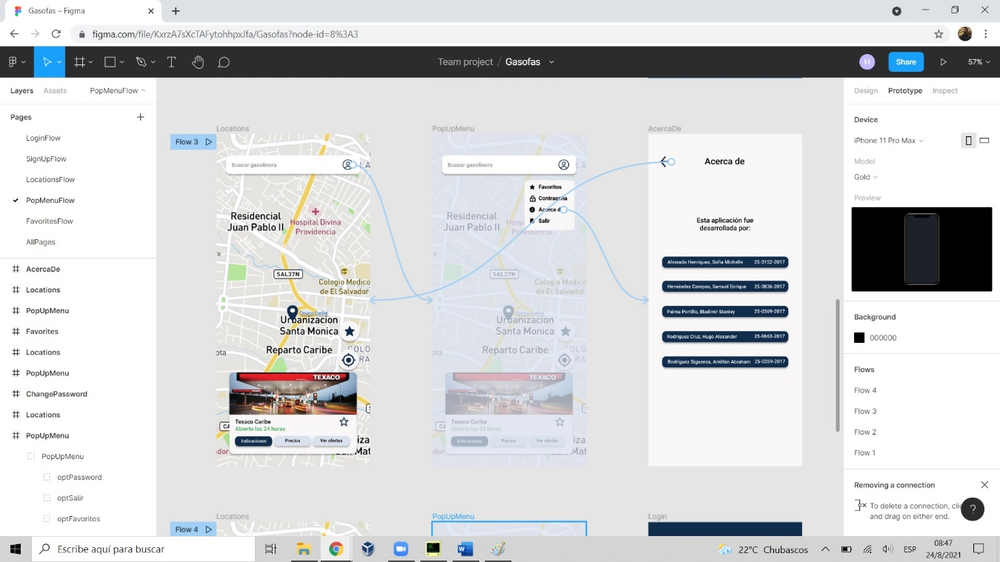 Gasofas – Figma
figma.com/file/KxrzA7sXcTAFytohhpxJfa/Gasofas?node-id=8%3A3
Team project / Gasofas
H
Share
57%
Layers
Assets
PopMenuFlow
Pages
LoginFlow
SignUpFlow
LocationsFlow
PopMenuFlow
FavoritesFlow
AllPages
AcercaDe
Locations
PopUpMenu
Favorites
Locations
PopUpMenu
ChangePassword
Locations
PopUpMenu
PopUpMenu
optPassword
optSalir
optFavoritos
Flow 3
Locations
Buscar gasolinera
Residencial
Juan Pablo II
Hospital Divina
Providencia
SAL37N
Colegio Medico
de El Salvador
Texaco Caribe
Urbanizacion
Santa Monica
Reparto Caribe
COLO
RA
TEXACO
Texaco Caribe
Abierto las 24 horas
Indicaciones
Precios
Ver ofertas
PopUpMenu
Buscar gasolinera
Favoritos
Contraseña
Acerca d
Salir
Residencial
Juan Pablo II
Hosp
Providencia
SAL37N
Colegio Medico
de El Salvador
Urbanizacion
Santa Monica
Reparto Caribe
COLO
RA
TEXACO
Texaco Caribe
Abierto las 24 horas
Indicaciones
Precios
Ver ofertas
AcercaDe
Acerca de
Esta aplicación fue
desarrollada por:
Alvarado Henriquez, Sofia Michelle 25-3152-2017
Hernández Campos, Samuel Enrique 25-3836-2017
Palma Portillo, Bladimir Stanley 25-0369-2017
Rodriguez Cruz, Hugo Alexander 25-0663-2017
Rodríguez Siguenza, Amiltón Abraham 25-0259-2017
Flow 4
Locations
PopUpMenu
Login
Design
Prototype
Inspect
Device
iPhone 11 Pro Max
Model
Gold
Preview
Background
000000
Flows
Flow 4
Flow 3
Flow 2
Flow 1
Removing a connection
To delete a connection, clic
and drag on either end.
?
Escribe aquí para buscar
22°C Chubascos
ESP
08:47
24/8/2021